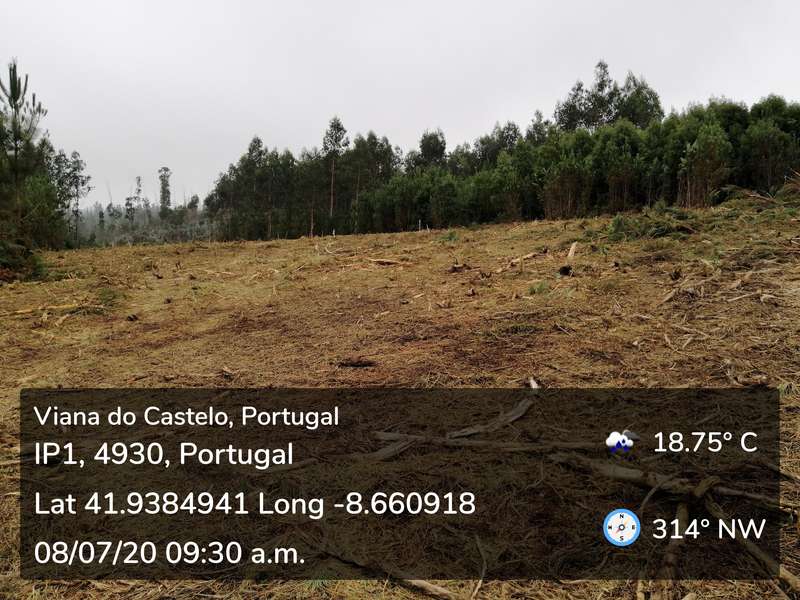 Viana do Castelo, Portugal
IP1, 4930, Portugal
18.75° C
Lat 41.9384941 Long -8.660918
314° NW
08/07/20 09:30 a.m.